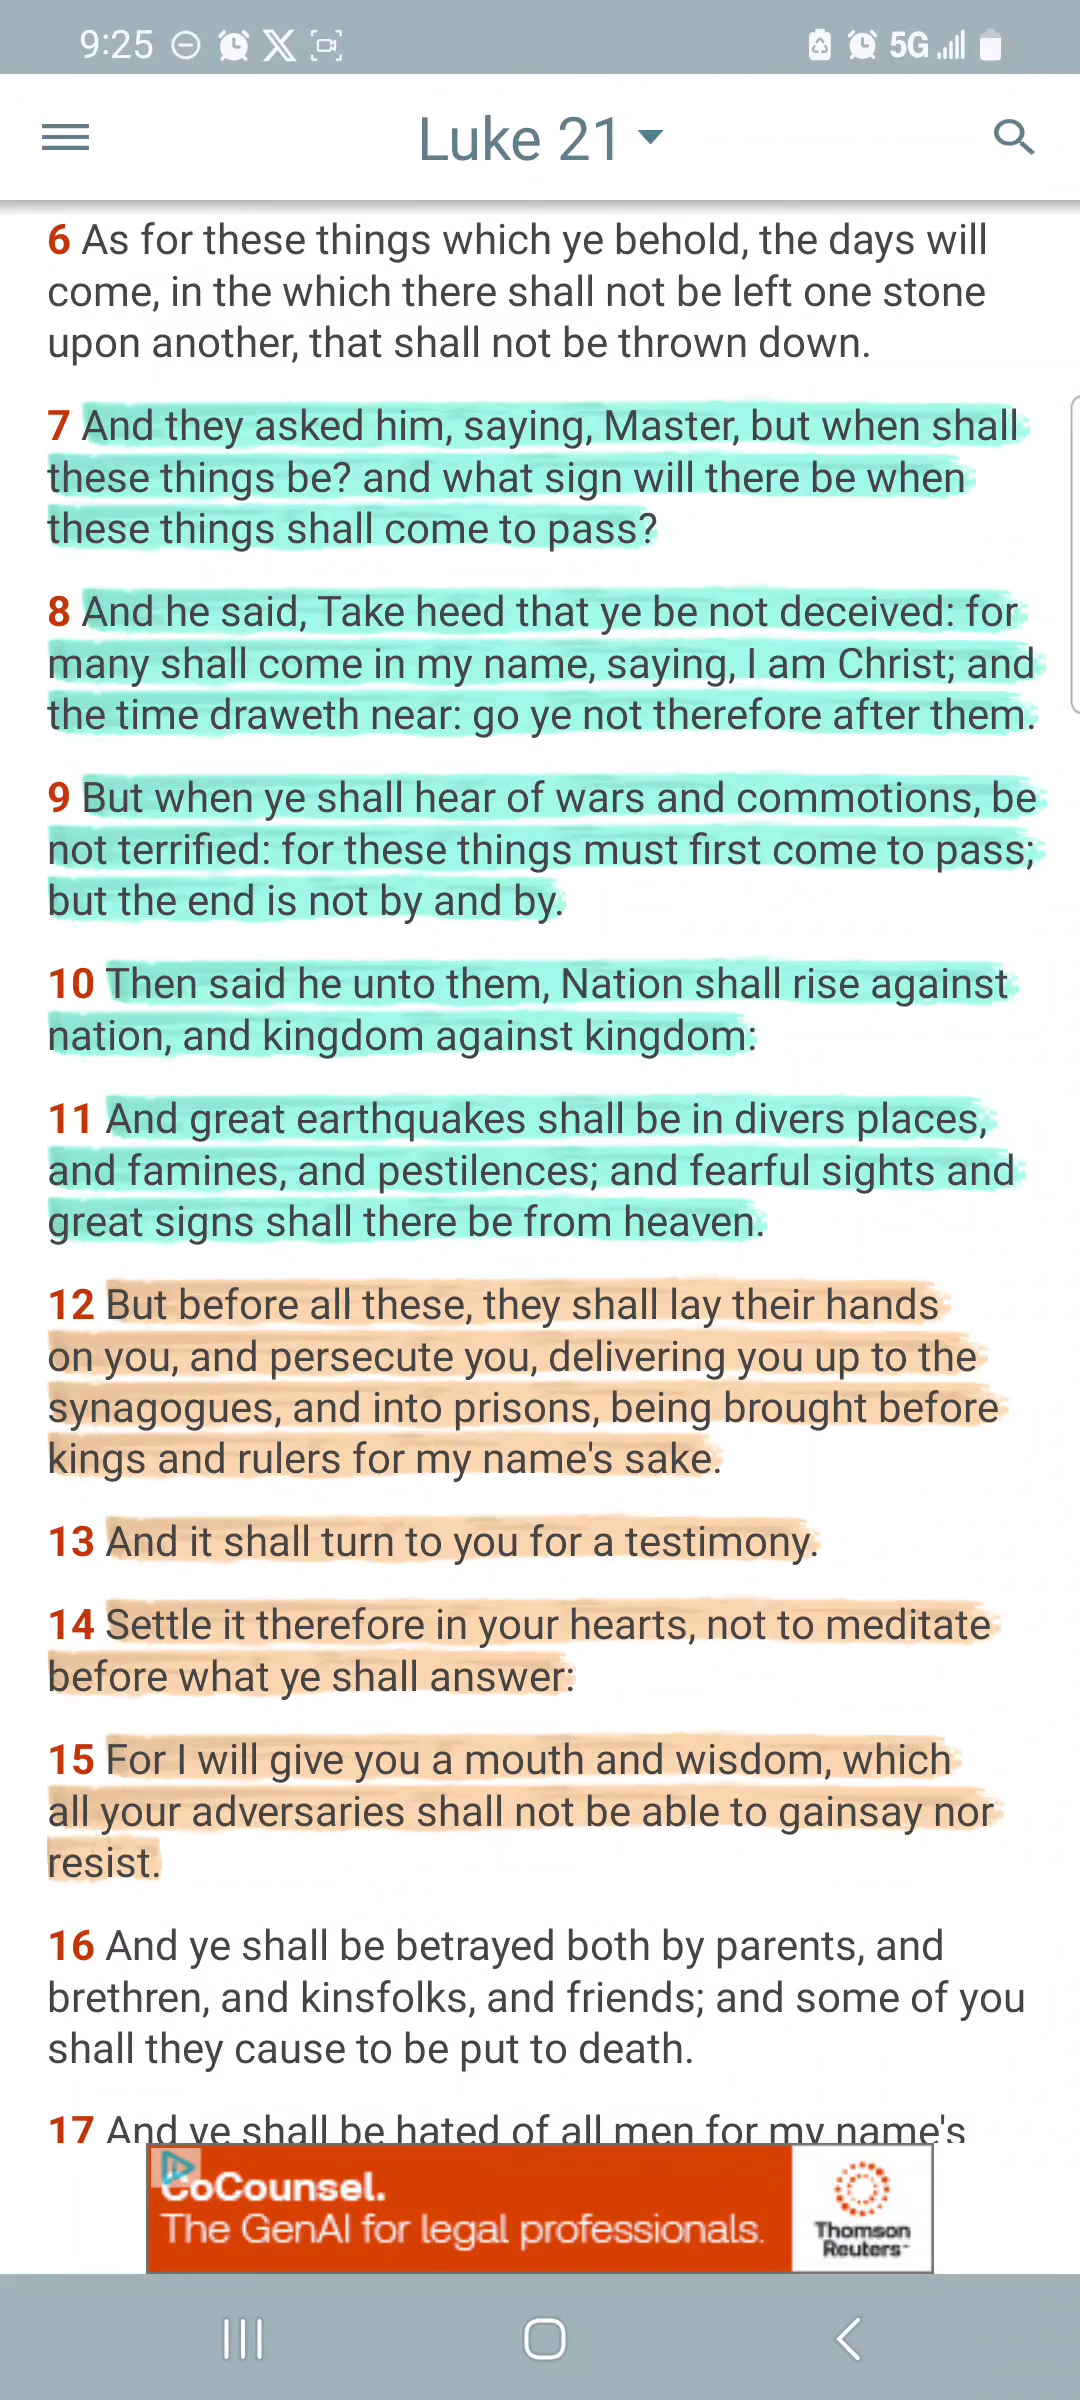 9:25 5G
Luke 21
6 As for these things which ye behold, the days will
come, in the which there shall not be left one stone
upon another, that shall not be thrown down.
7 And they asked him, saying, Master, but when shall
these things be? and what sign will there be when
these things shall come to pass?
8 And he said, Take heed that ye be not deceived: for
many shall come in my name, saying, I am Christ; and
the time draweth near: go ye not therefore after them.
9 But when ye shall hear of wars and commotions, be
not terrified: for these things must first come to pass;
but the end is not by and by.
10 Then said he unto them, Nation shall rise against
nation, and kingdom against kingdom:
11 And great earthquakes shall be in divers places,
and famines, and pestilences; and fearful sights and
great signs shall there be from heaven.
12 But before all these, they shall lay their hands
on you, and persecute you, delivering you up to the
synagogues, and into prisons, being brought before
kings and rulers for my name's sake.
13 And it shall turn to you for a testimony.
14 Settle it therefore in your hearts, not to meditate
before what ye shall answer:
15 For I will give you a mouth and wisdom, which
all your adversaries shall not be able to gainsay nor
resist.
16 And ye shall be betrayed both by parents, and
brethren, and kinsfolks, and friends; and some of you
shall they cause to be put to death.
17 And ye shall be hated of all men for my name's
CoCounsel.
The GenAI for legal professionals.
Thomson
Reuters™